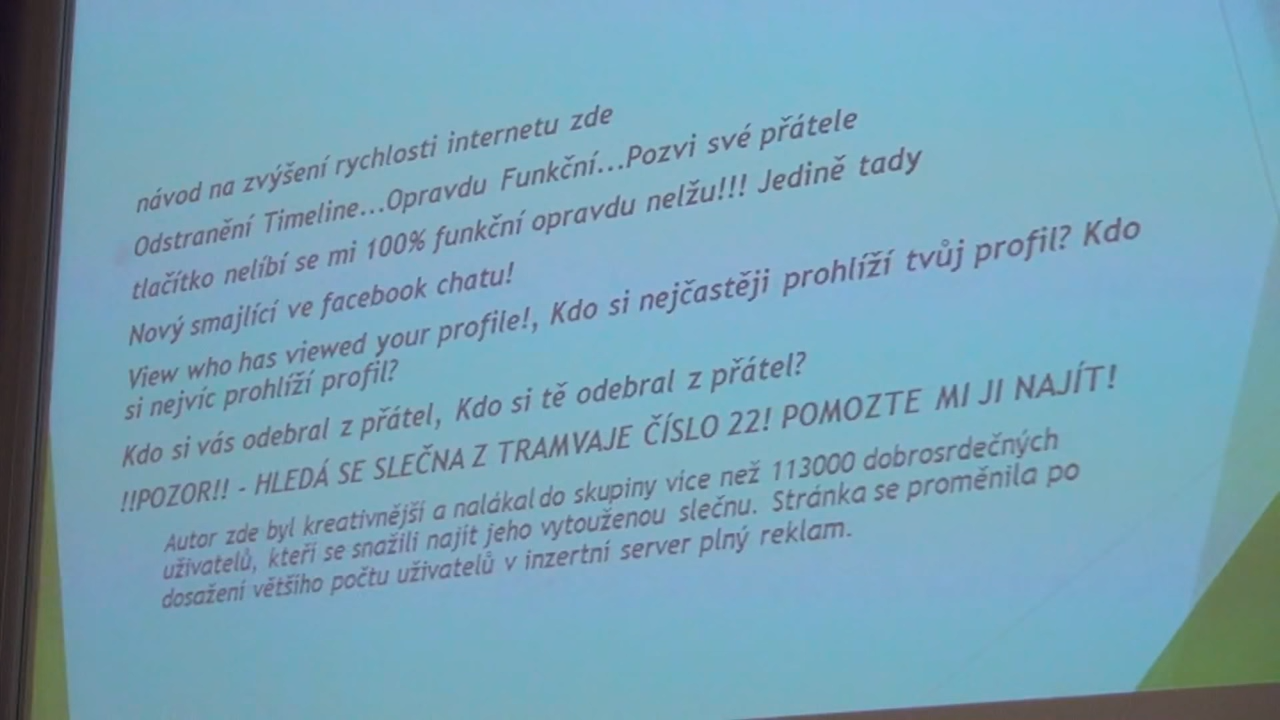 návod na zvýšení rychlosti internetu zde
Odstranění Timeline...Opravdu Funkční...Pozvi své přátele
tlačítko nelíbí se mi 100% funkční opravdu nelžu!!! Jedině tady
Nový smajlící ve facebook chatu!
View who has viewed your profile!, Kdo si nejčastěji prohlíží tvůj profil? Kdo
si nejvíc prohlíží profil?
Kdo si vás odebral z přátel, Kdo si tě odebral z přátel?
!!POZOR!! - HLEDÁ SE SLEČNA Z TRAMVAJE ČÍSLO 22! POMOZTE MI JI NAJÍT!
Autor zde byl kreativnější a nalákal do skupiny více než 113000 dobrosrdečných
uživatelů, kteří se snažili najít jeho vytouženou slečnu. Stránka se proměnila po
dosažení většího počtu uživatelů v inzertní server plný reklam.